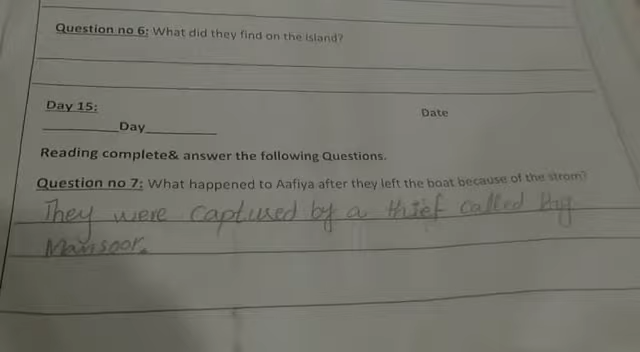 Question no 6: What did they find on the island?
Day 15:
Date
________Day________
Reading complete& answer the following Questions.
Question no 7: What happened to Aafiya after they left the boat because of the strom?
They were captused by a thief called
Mansoor.